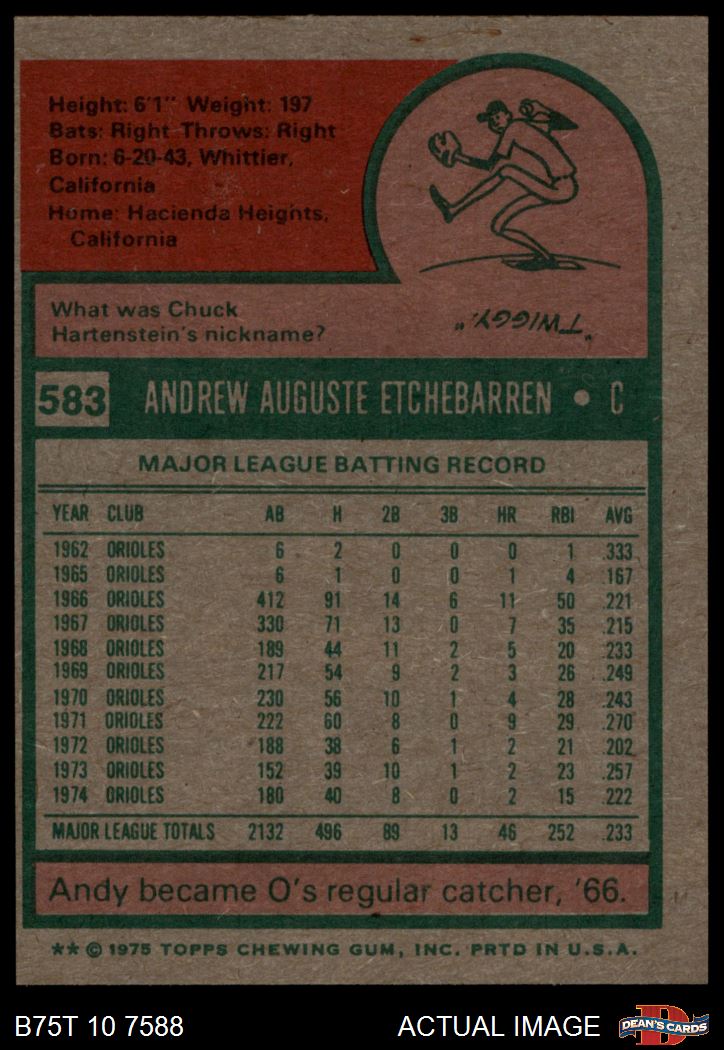 Height: 6'1" Weight: 197
Bats: Right Throws: Right
Born: 6-20-43, Whittier,
California
Home: Hacienda Heights,
California
What was Chuck
Hartenstein's nickname?
"TWIGGY."
583 ANDREW AUGUSTE ETCHEBARREN • C
MAJOR LEAGUE BATTING RECORD
YEAR CLUB AB H 2B 3B HR RBI AVG
1962 ORIOLES 6 2 0 0 0 1 .333
1965 ORIOLES 6 1 0 0 1 4 .167
1966 ORIOLES 412 91 14 6 11 50 .221
1967 ORIOLES 330 71 13 0 7 35 .215
1968 ORIOLES 189 44 11 2 5 20 .233
1969 ORIOLES 217 54 9 2 3 26 .249
1970 ORIOLES 230 56 10 1 4 28 .243
1971 ORIOLES 222 60 8 0 9 29 .270
1972 ORIOLES 188 38 6 1 2 21 .202
1973 ORIOLES 152 39 10 1 2 23 .257
1974 ORIOLES 180 40 8 0 2 15 .222
MAJOR LEAGUE TOTALS 2132 496 89 13 46 252 .233
Andy became O's regular catcher, '66.
** © 1975 TOPPS CHEWING GUM, INC. PRTD IN U.S.A.
B75T 10 7588 ACTUAL IMAGE D DEAN'S CARDS